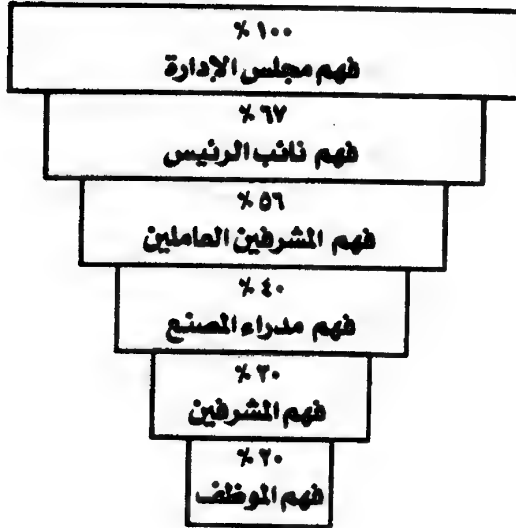 ١٠٠ %
فهم مجلس الإدارة
٦٧ %
فهم نائب الرئيس
٥٦ %
فهم المشرفين العاملين
٤٠ %
فهم مدراء المصنع
٢٠ %
فهم المشرفين
٢٠ %
فهم الموظف